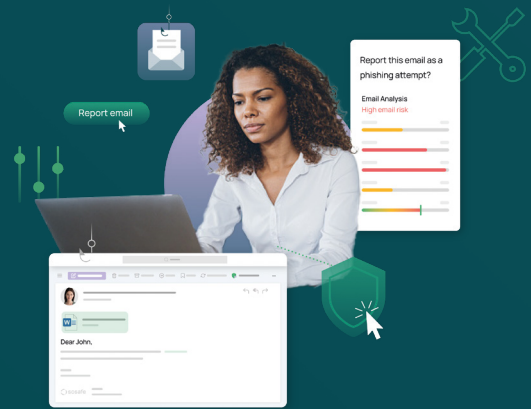 Report this email as a
phishing attempt?
Report email
Email Analysis
High email risk
W
Dear John,